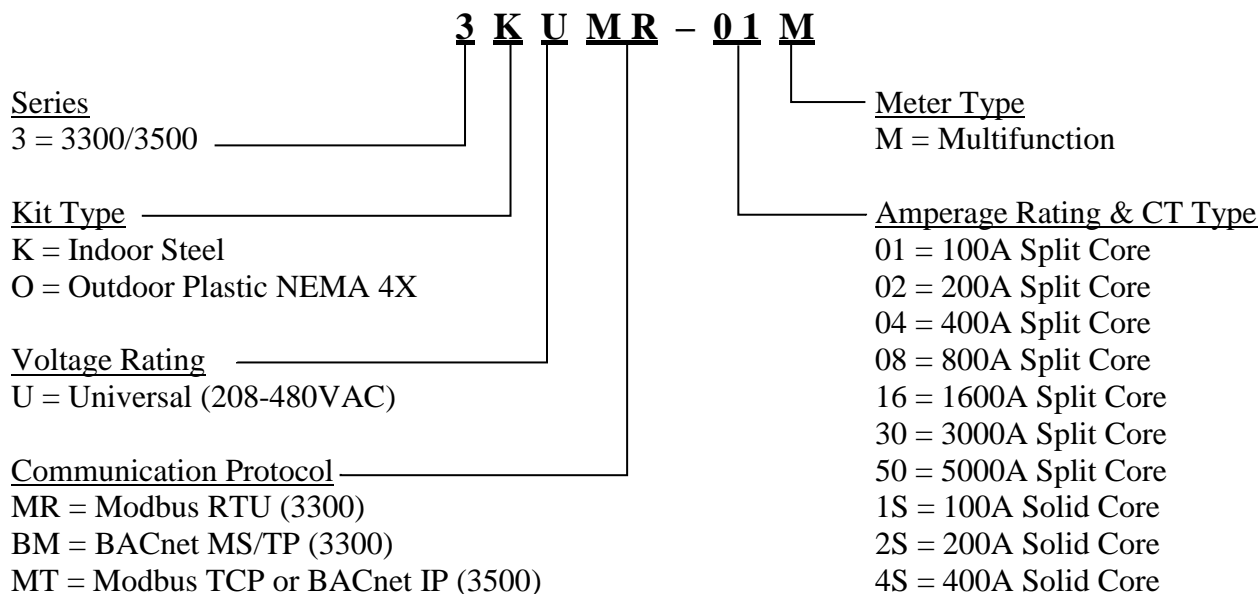 3 K U M R – 0 1 M
Series
3 = 3300/3500
Kit Type
K = Indoor Steel
O = Outdoor Plastic NEMA 4X
Voltage Rating
U = Universal (208-480VAC)
Communication Protocol
MR = Modbus RTU (3300)
BM = BACnet MS/TP (3300)
MT = Modbus TCP or BACnet IP (3500)
Meter Type
M = Multifunction
Amperage Rating & CT Type
01 = 100A Split Core
02 = 200A Split Core
04 = 400A Split Core
08 = 800A Split Core
16 = 1600A Split Core
30 = 3000A Split Core
50 = 5000A Split Core
1S = 100A Solid Core
2S = 200A Solid Core
4S = 400A Solid Core